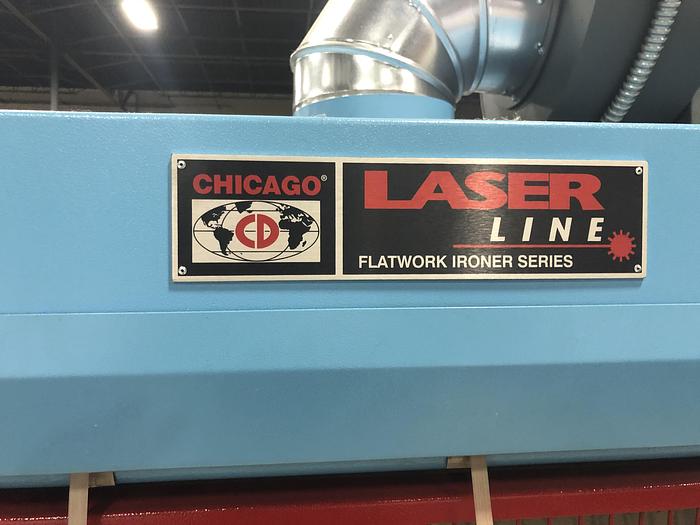 CHICAGO®
CD
LASER
LINE
FLATWORK IRONER SERIES